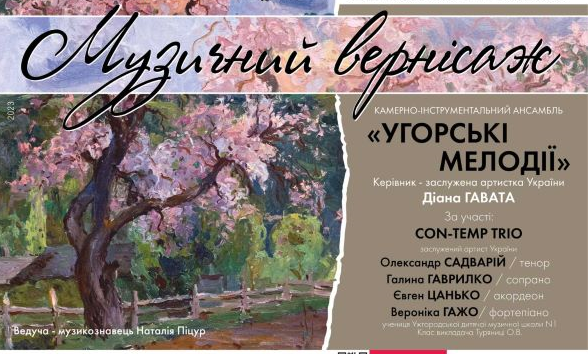 Музичний вернісаж
2023
КАМЕРНО-ІНСТРУМЕНТАЛЬНИЙ АНСАМБЛЬ
«УГОРСЬКІ
МЕЛОДІЇ»
Керівник - заслужена артистка України
Діана ГАВАТА
За участі:
CON-TEMP TRIO
заслужений артист України
Олександр САДВАРІЙ / тенор
Галина ГАВРИЛКО / сопрано
Євген ЦАНЬКО / акордеон
Вероніка ГАЖО / фортепіано
учениця Ужгородської дитячої музичної школи N1
Клас викладача Туряниці О.В.
Ведуча - музикознавець Наталія Піцур